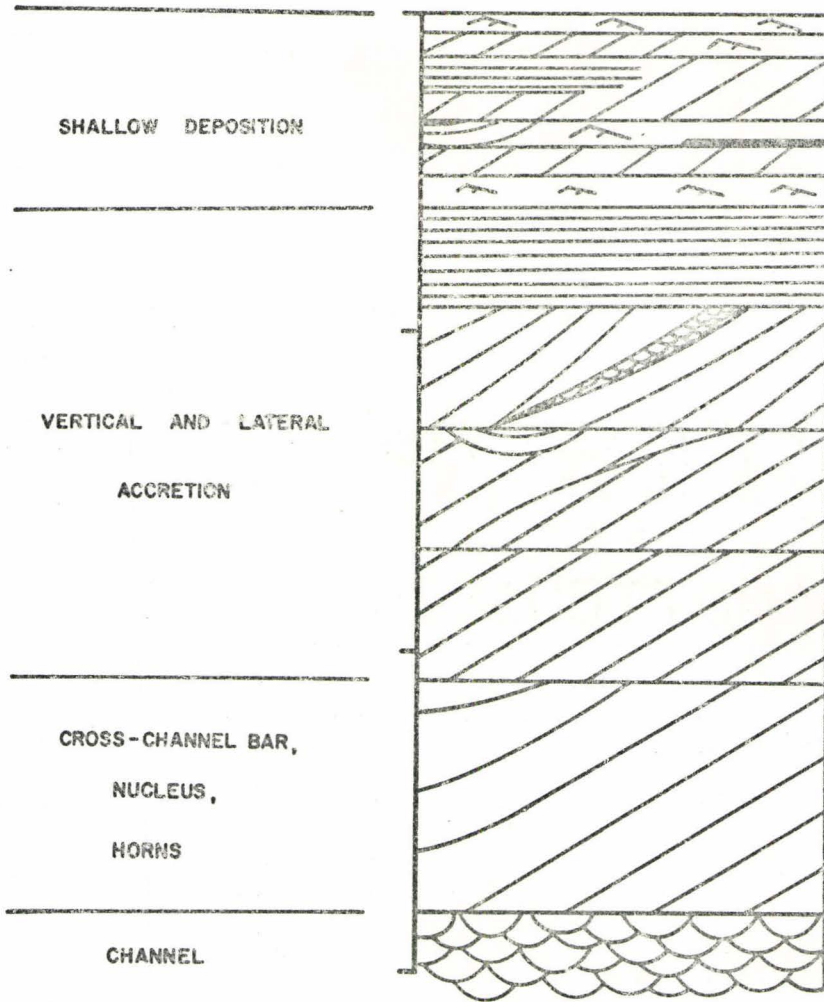 SHALLOW DEPOSITION
VERTICAL AND LATERAL
ACCRETION
CROSS-CHANNEL BAR,
NUCLEUS,
HORNS
CHANNEL